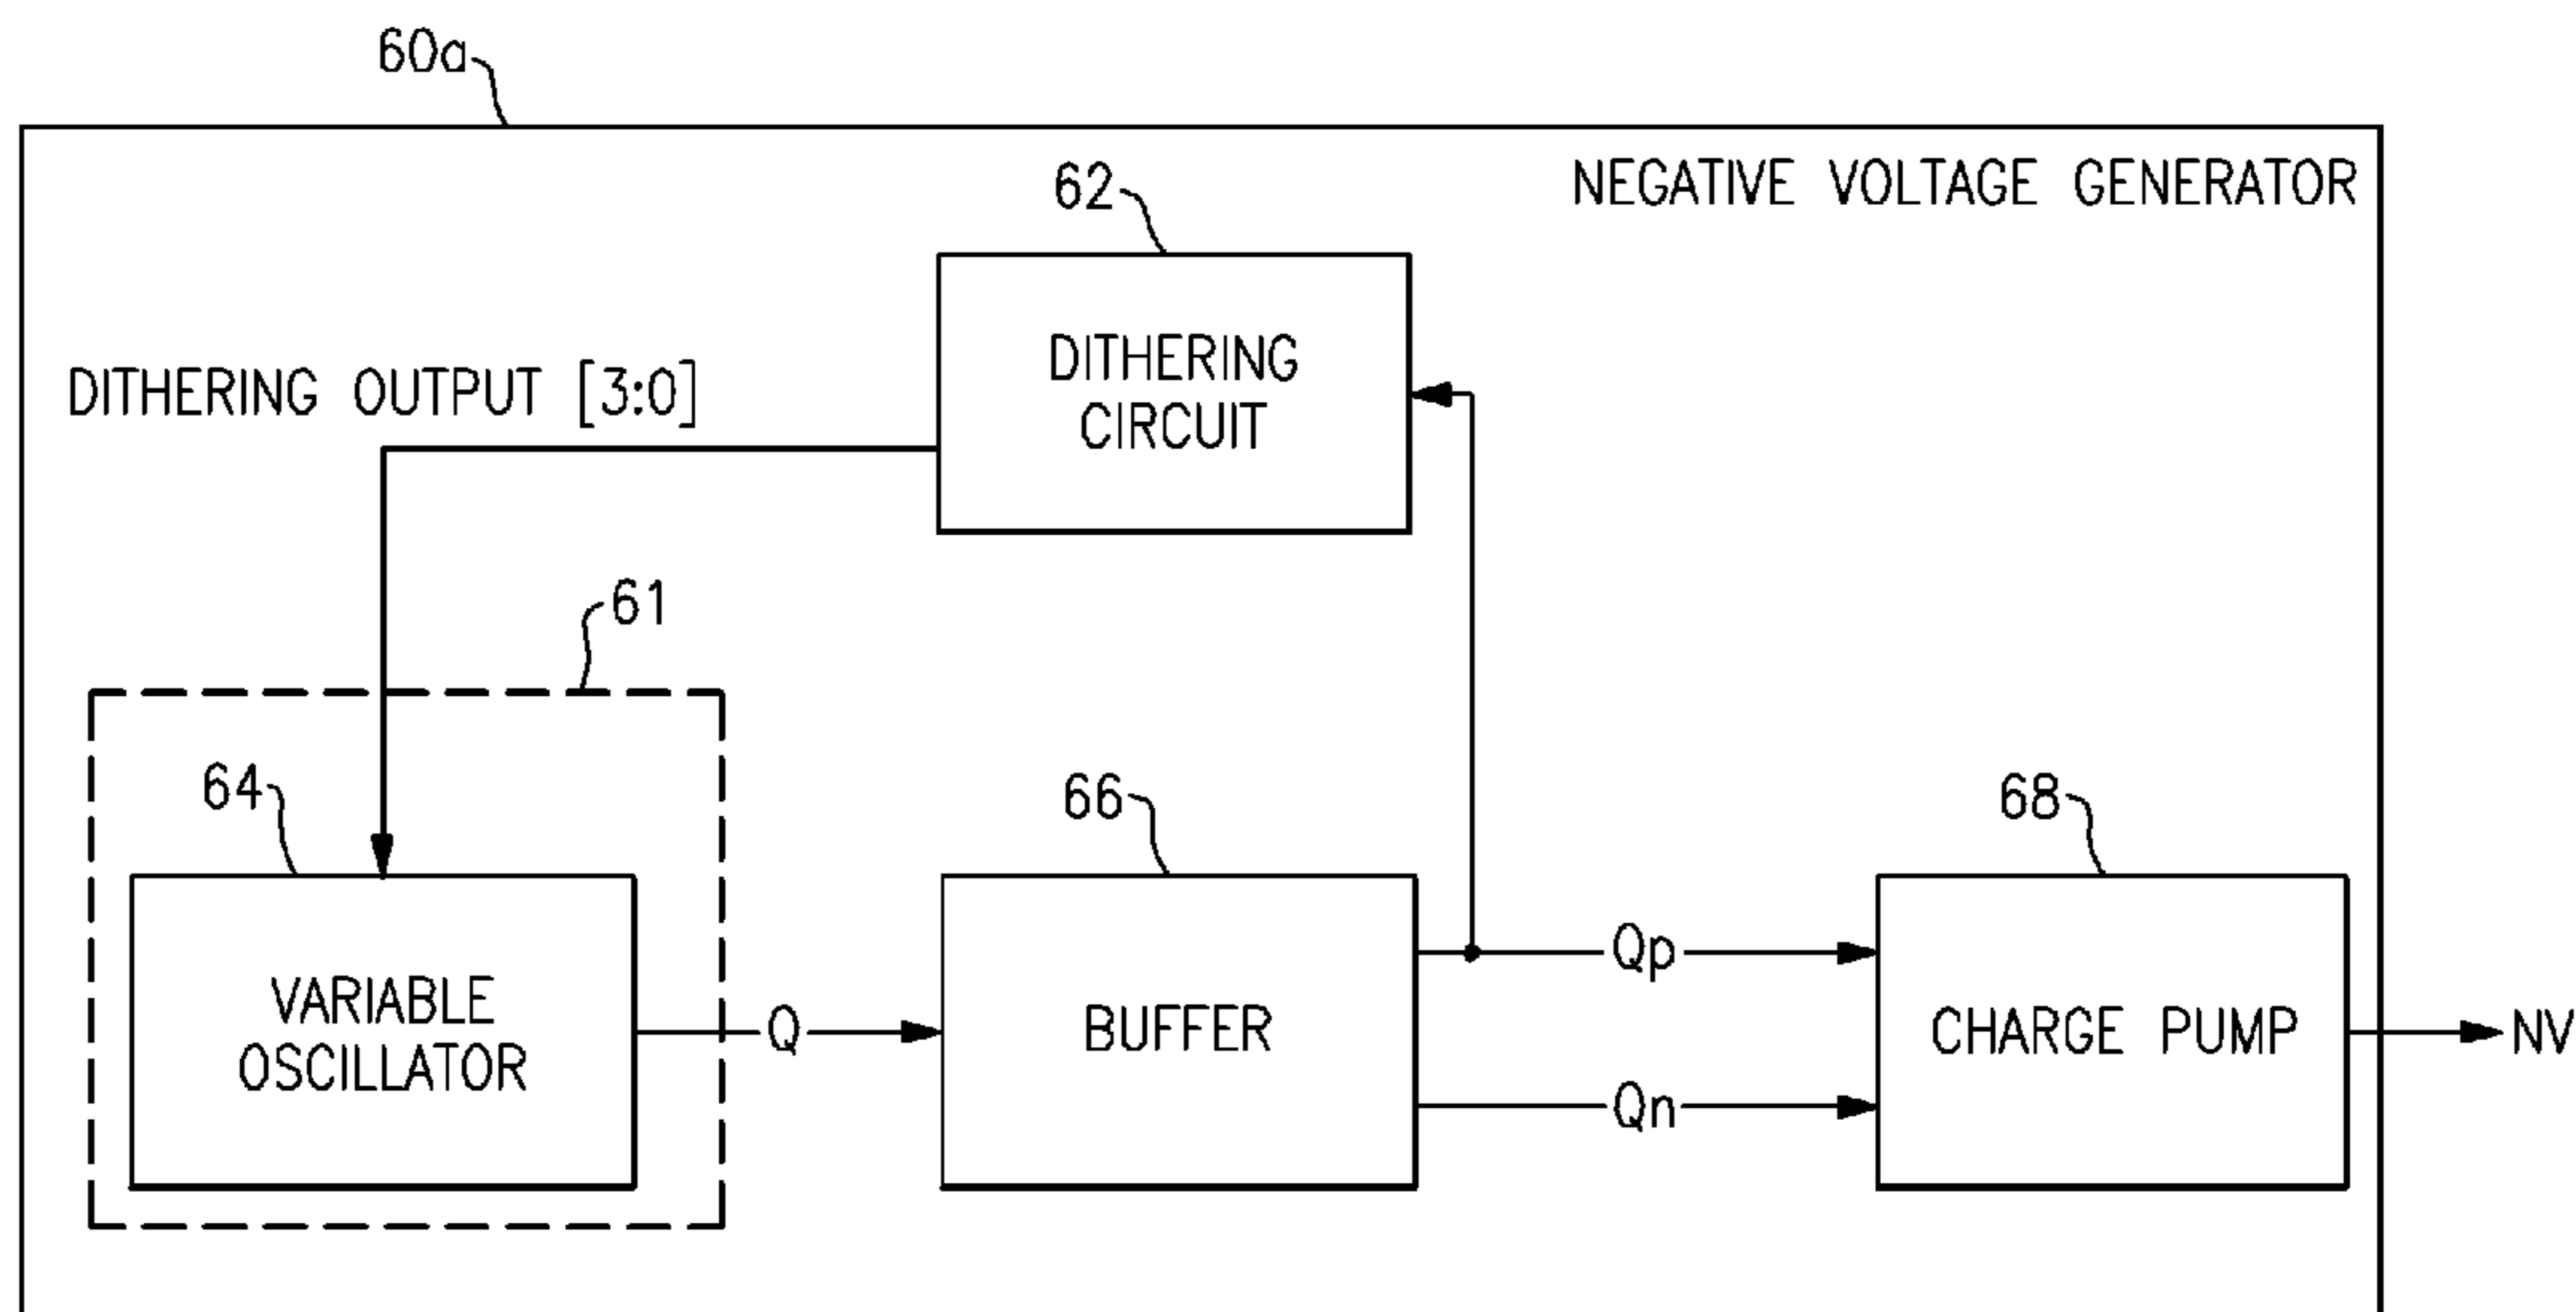 60a
NEGATIVE VOLTAGE GENERATOR
62
DITHERING
CIRCUIT
DITHERING OUTPUT [3:0]
61
64
VARIABLE
OSCILLATOR
Q
66
BUFFER
Qp
Qn
68
CHARGE PUMP
NV